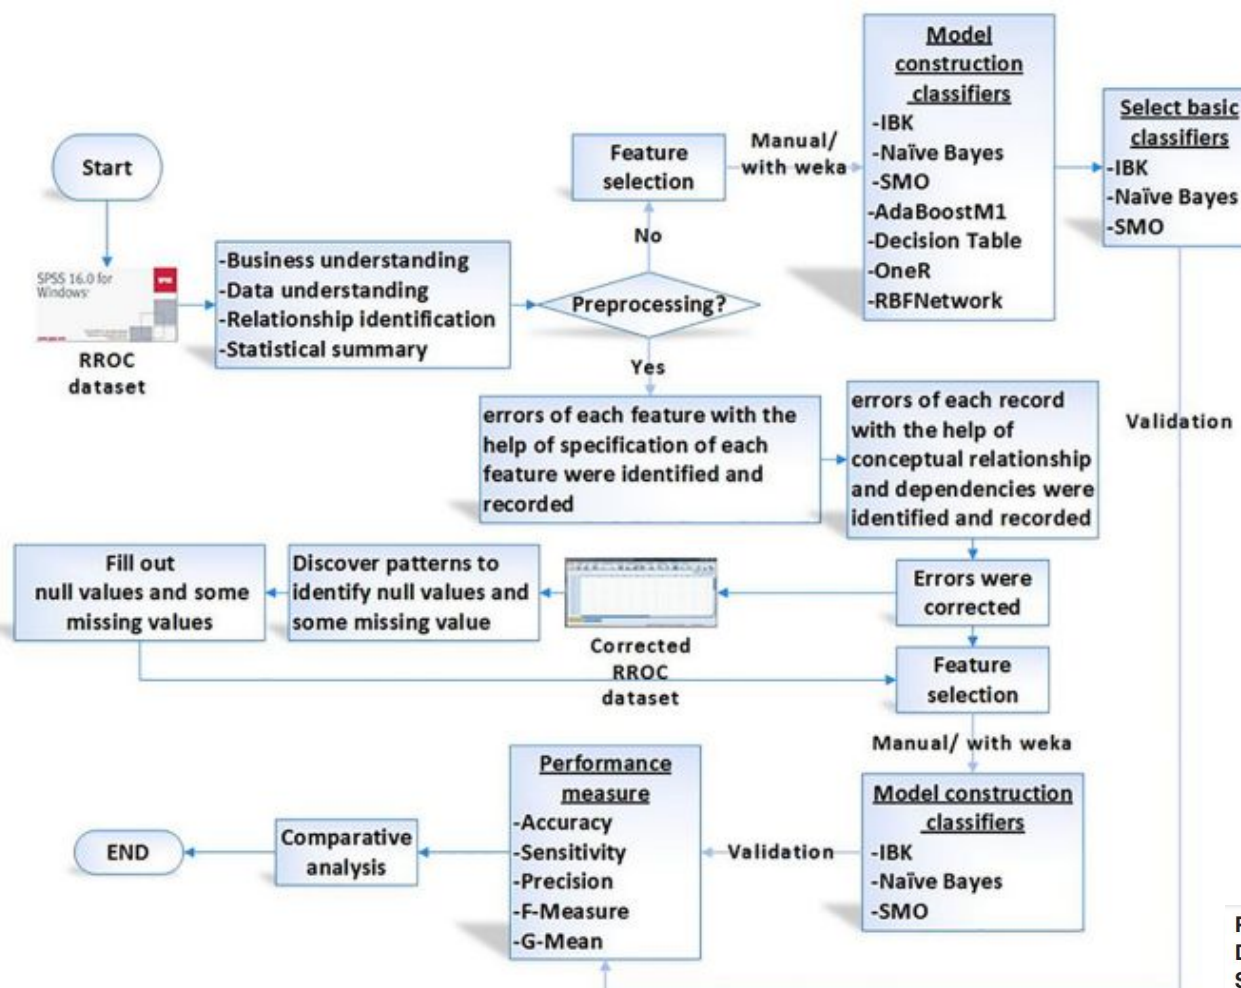 Start
SPSS 16.0 for
Windows
RROC
dataset
-Business understanding
-Data understanding
-Relationship identification
-Statistical summary
Preprocessing?
No
Feature
selection
Manual/
with weka
Model
construction
classifiers
-IBK
-Naïve Bayes
-SMO
-AdaBoostM1
-Decision Table
-OneR
-RBFNetwork
Select basic
classifiers
-IBK
-Naïve Bayes
-SMO
Validation
Yes
errors of each feature with the
help of specification of each
feature were identified and
recorded
errors of each record
with the help of
conceptual relationship
and dependencies were
identified and recorded
Errors were
corrected
Corrected
RROC
dataset
Discover patterns to
identify null values and
some missing value
Fill out
null values and some
missing values
Feature
selection
Manual/ with weka
Model construction
classifiers
-IBK
-Naïve Bayes
-SMO
Validation
Performance
measure
-Accuracy
-Sensitivity
-Precision
-F-Measure
-G-Mean
Comparative
analysis
END